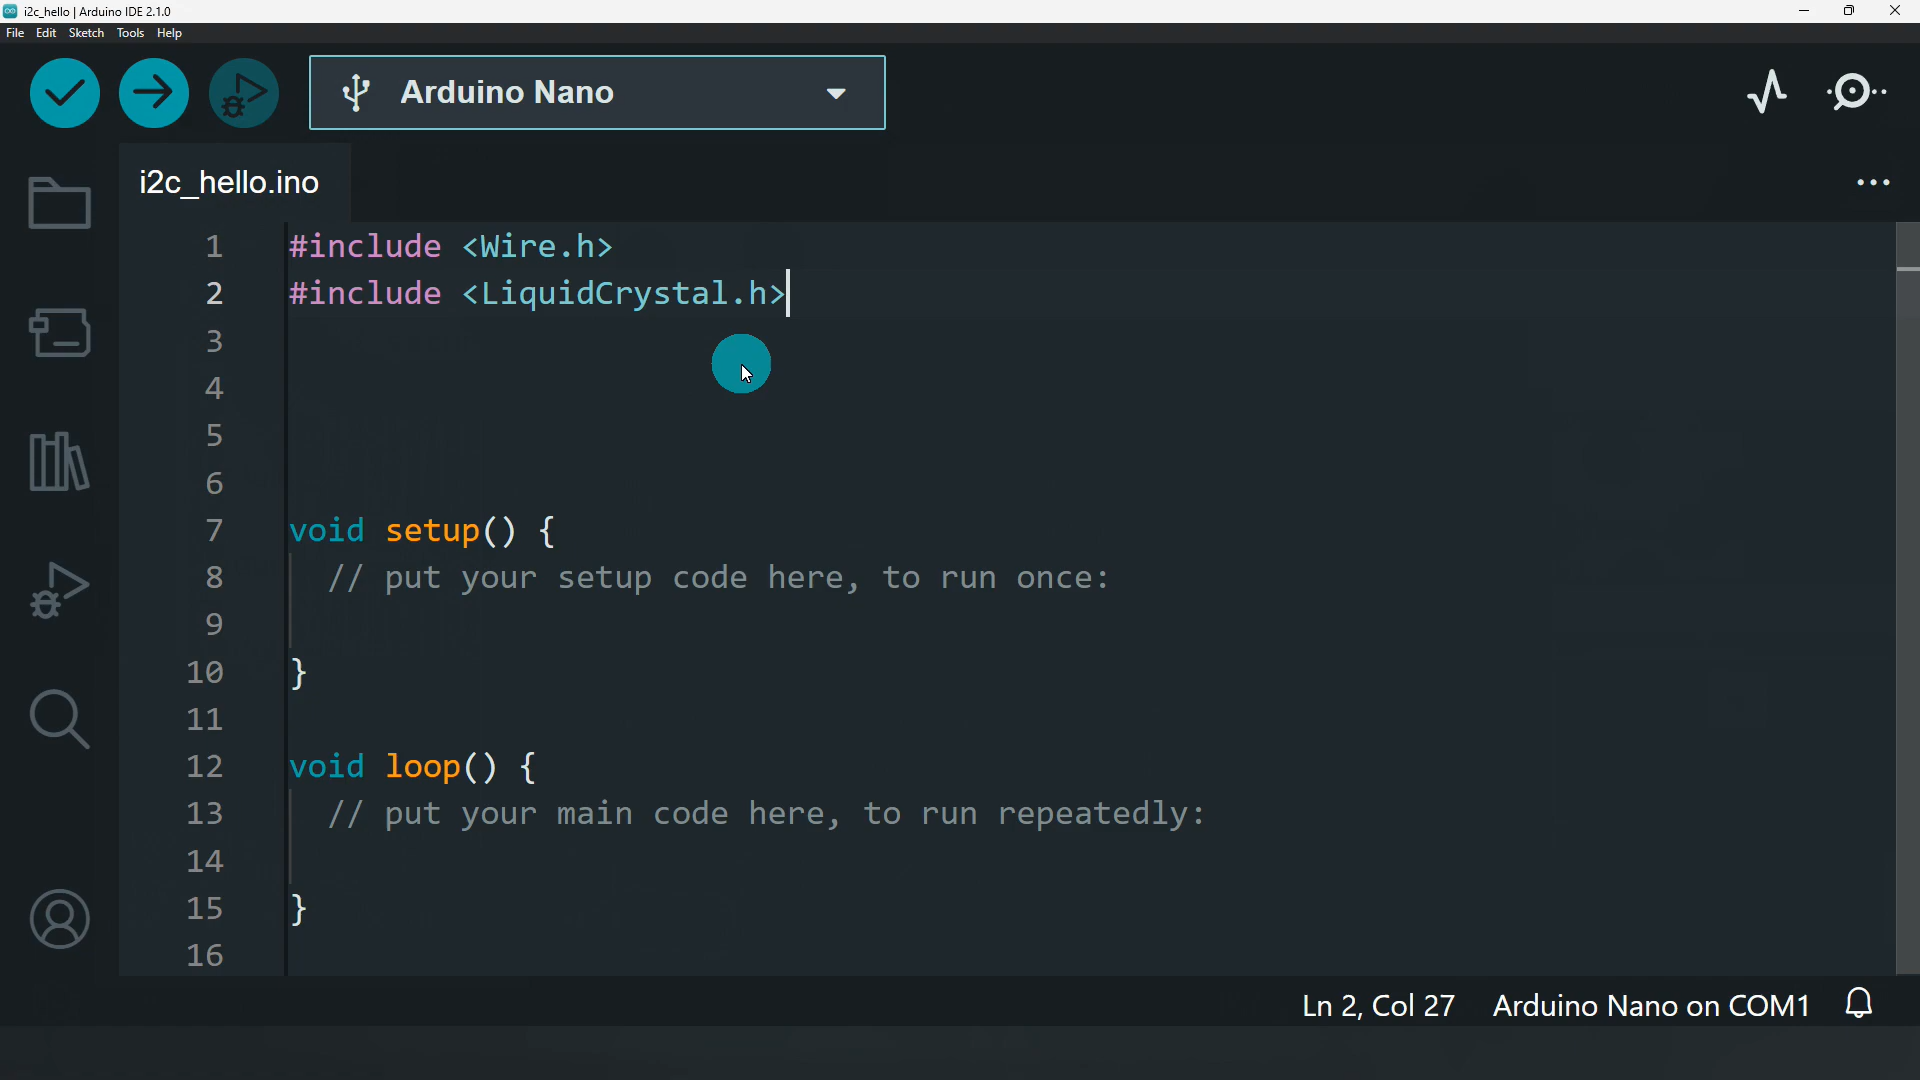 i2c_hello | Arduino IDE 2.1.0
File Edit Sketch Tools Help
Arduino Nano
i2c_hello.ino
1 #include <Wire.h>
2 #include <LiquidCrystal.h>
3
4
5
6
7 void setup() {
8 // put your setup code here, to run once:
9
10 }
11
12 void loop() {
13 // put your main code here, to run repeatedly:
14
15 }
16
Ln 2, Col 27 Arduino Nano on COM1